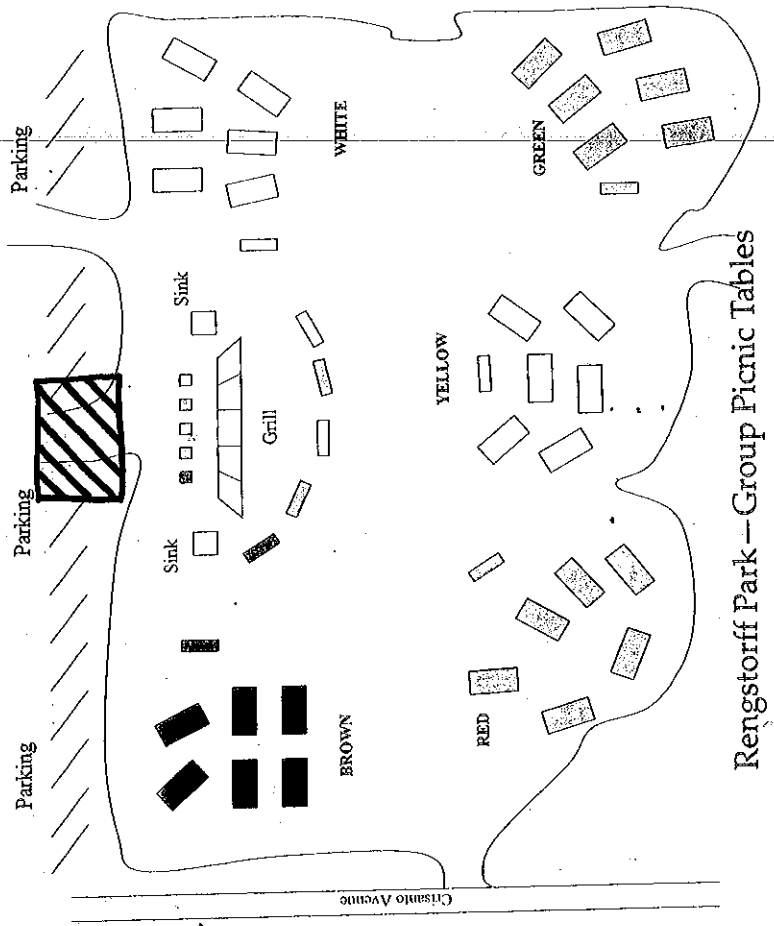 Parking
Parking
Parking
Sink
Sink
Grill
WHITE
BROWN
YELLOW
GREEN
RED
Crisanto Avenue
Rengstorff Park—Group Picnic Tables